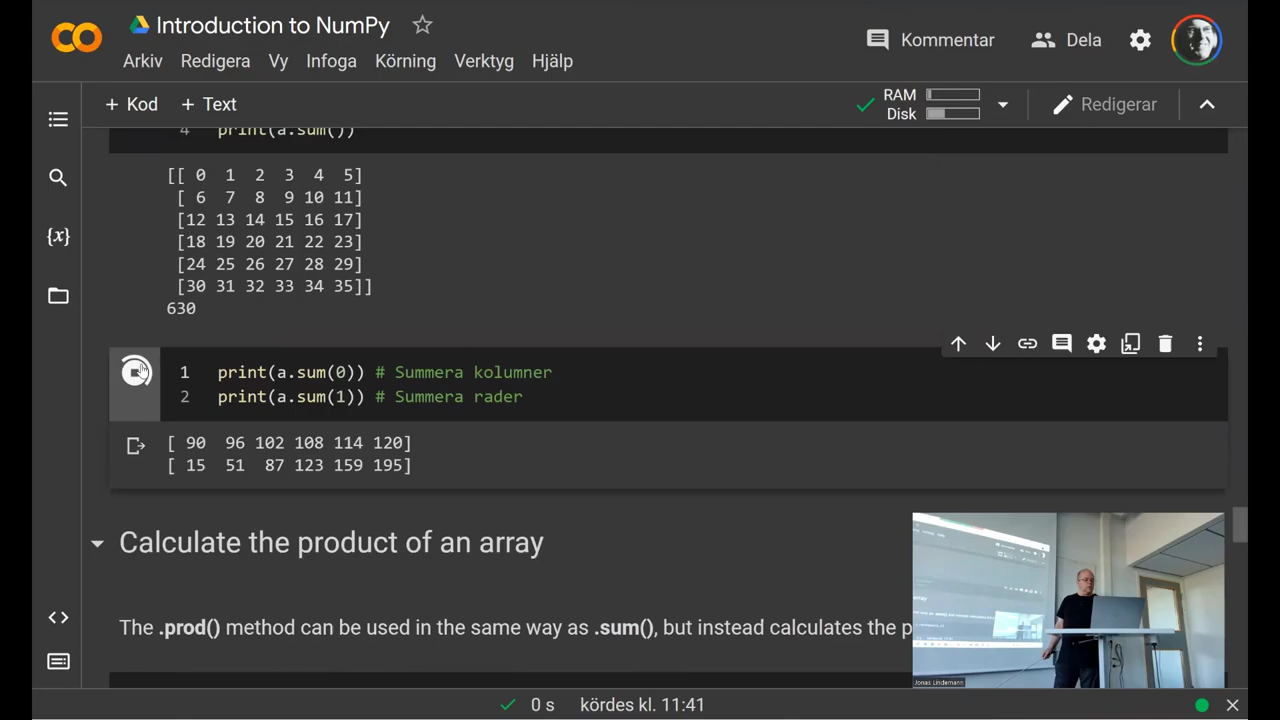 Introduction to NumPy
Arkiv Redigera Vy Infoga Körning Verktyg Hjälp
Kommentar
Dela
+ Kod + Text
RAM
Disk
Redigerar
4 print(a.sum())
[[ 0 1 2 3 4 5]
[ 6 7 8 9 10 11]
[12 13 14 15 16 17]
[18 19 20 21 22 23]
[24 25 26 27 28 29]
[30 31 32 33 34 35]]
630
1 print(a.sum(0)) # Summera kolumner
2 print(a.sum(1)) # Summera rader
[ 90 96 102 108 114 120]
[ 15 51 87 123 159 195]
Calculate the product of an array
The .prod() method can be used in the same way as .sum(), but instead calculates the p
Jonas Lindemann
0 s kördes kl. 11:41